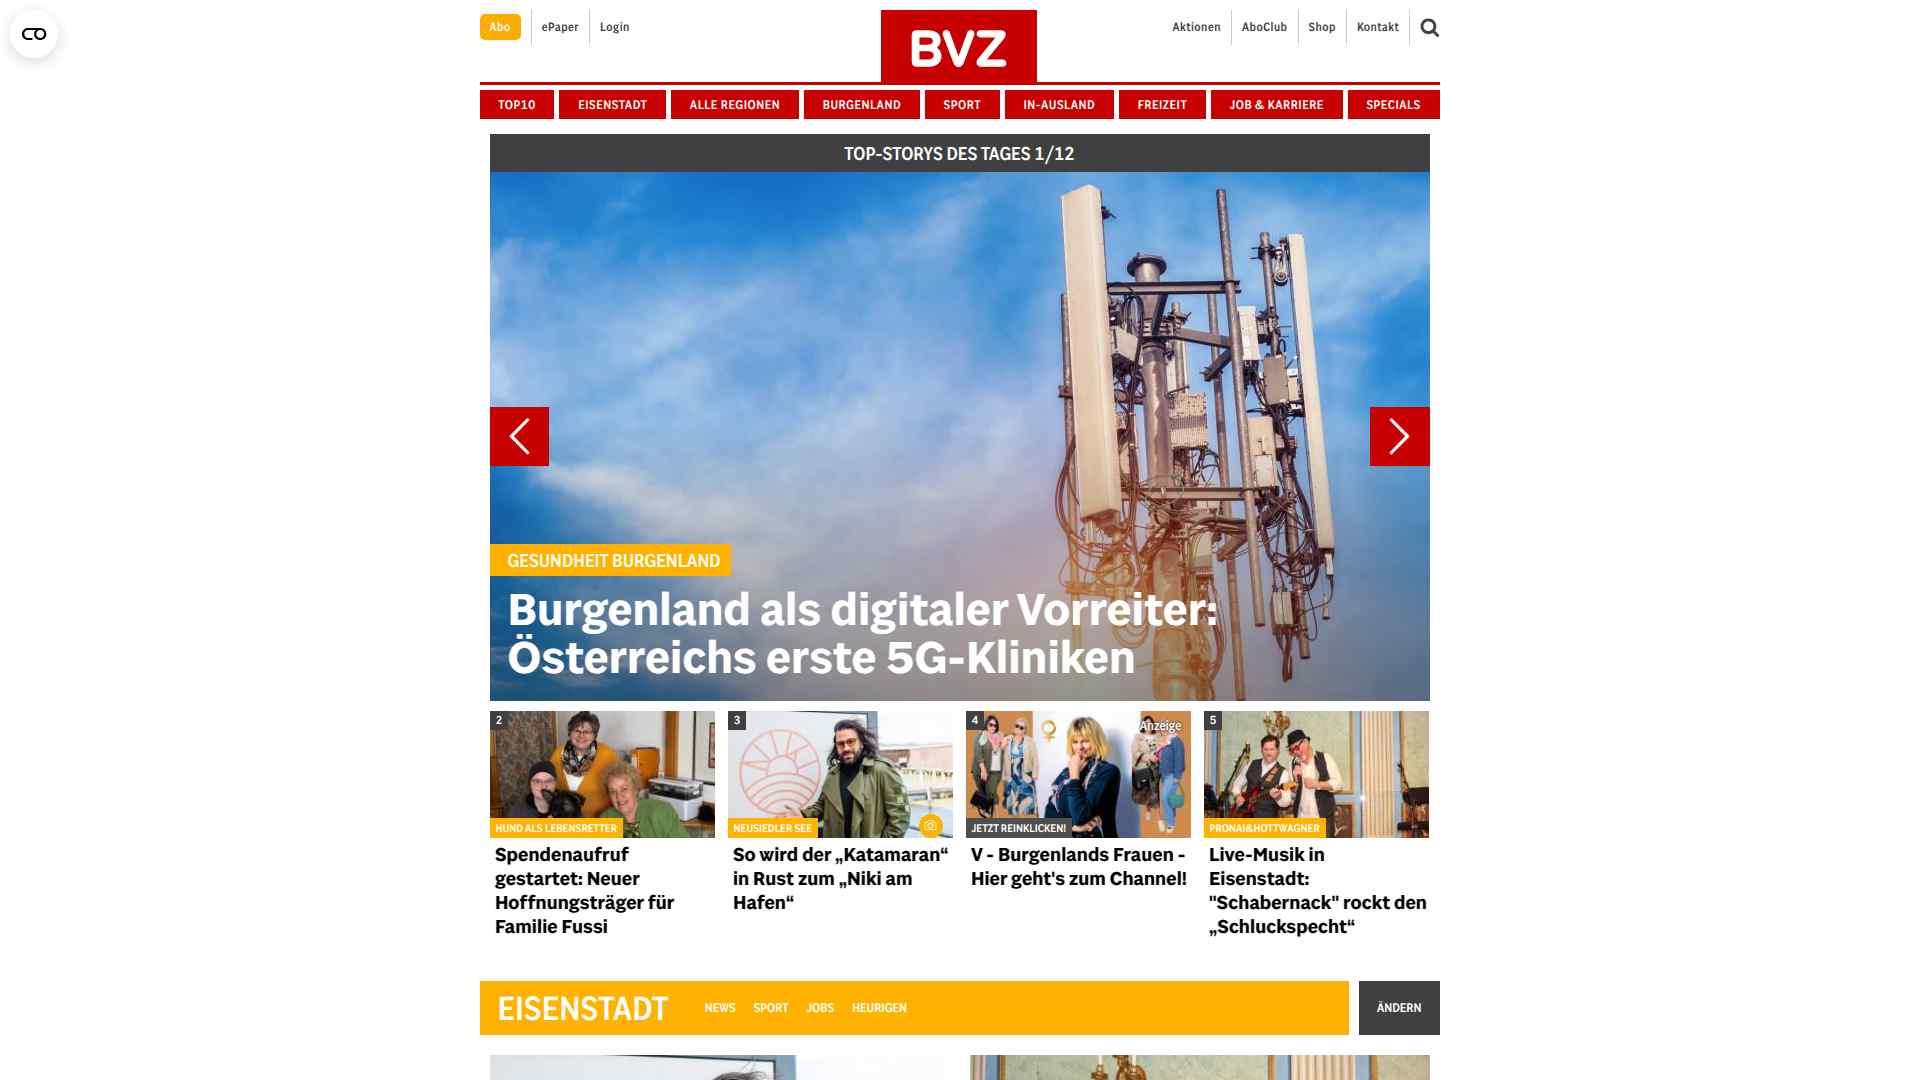 Abo
ePaper
Login
BVZ
Aktionen
AboClub
Shop
Kontakt
TOP10
EISENSTADT
ALLE REGIONEN
BURGENLAND
SPORT
IN-AUSLAND
FREIZEIT
JOB & KARRIERE
SPECIALS
TOP-STORYS DES TAGES 1/12
GESUNDHEIT BURGENLAND
Burgenland als digitaler Vorreiter:
Österreichs erste 5G-Kliniken
2
HUND ALS LEBENSRETTER
Spendenaufruf
gestartet: Neuer
Hoffnungsträger für
Familie Fussi
3
NEUSIEDLER SEE
So wird der „Katamaran“
in Rust zum „Niki am
Hafen“
4
Anzeige
JETZT REINKLICKEN!
V - Burgenlands Frauen -
Hier geht's zum Channel!
5
PRONAI&HOTTWAGNER
Live-Musik in
Eisenstadt:
"Schabernack" rockt den
„Schluckspecht“
EISENSTADT
NEWS
SPORT
JOBS
HEURIGEN
ÄNDERN